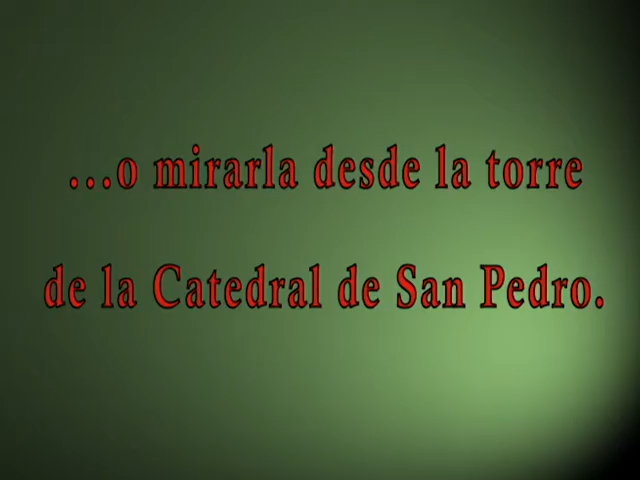 ...o mirarla desde la torre
de la Catedral de San Pedro.